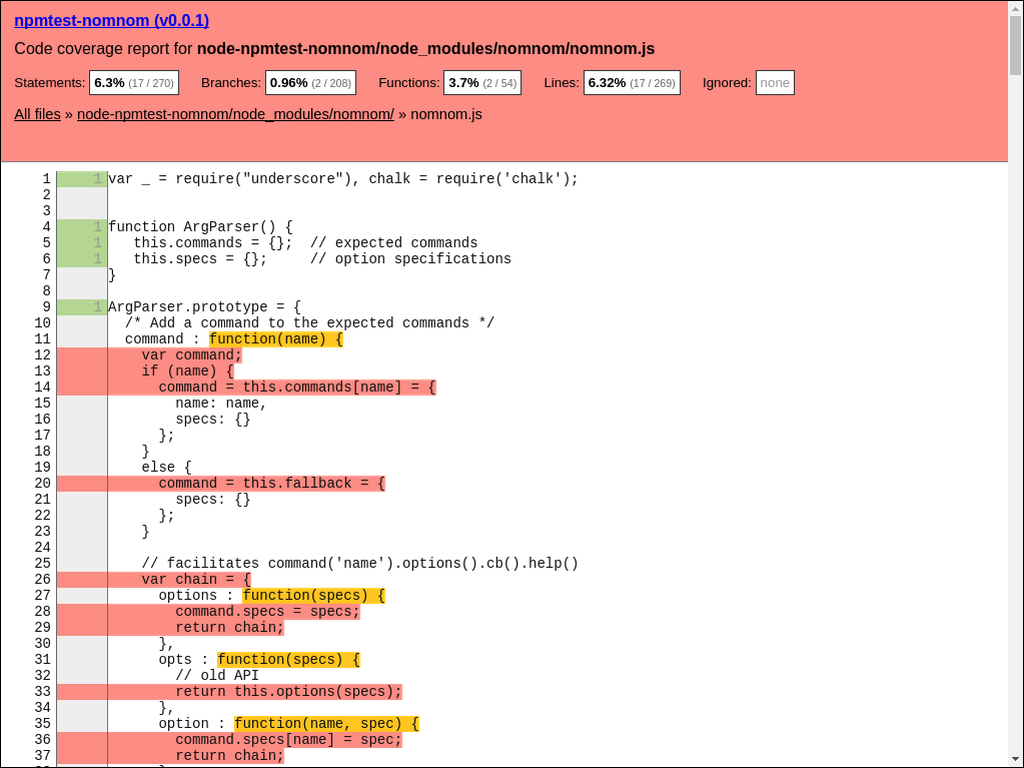 npmtest-nomnom (v0.0.1)
Code coverage report for node-npmtest-nomnom/node_modules/nomnom/nomnom.js
Statements: 6.3% (17 / 270) Branches: 0.96% (2 / 208) Functions: 3.7% (2 / 54) Lines: 6.32% (17 / 269) Ignored: none
All files » node-npmtest-nomnom/node_modules/nomnom/ » nomnom.js
1 1 var _ = require("underscore"), chalk = require('chalk');
2
3
4 1 function ArgParser() {
5 1 this.commands = {};  // expected commands
6 1 this.specs = {};     // option specifications
7 }
8
9 1 ArgParser.prototype = {
10 /* Add a command to the expected commands */
11 command : function(name) {
12 var command;
13 if (name) {
14 command = this.commands[name] = {
15 name: name,
16 specs: {}
17 };
18 }
19 else {
20 command = this.fallback = {
21 specs: {}
22 };
23 }
24
25 // facilitates command('name').options().cb().help()
26 var chain = {
27 options : function(specs) {
28 command.specs = specs;
29 return chain;
30 },
31 opts : function(specs) {
32 // old API
33 return this.options(specs);
34 },
35 option : function(name, spec) {
36 command.specs[name] = spec;
37 return chain;